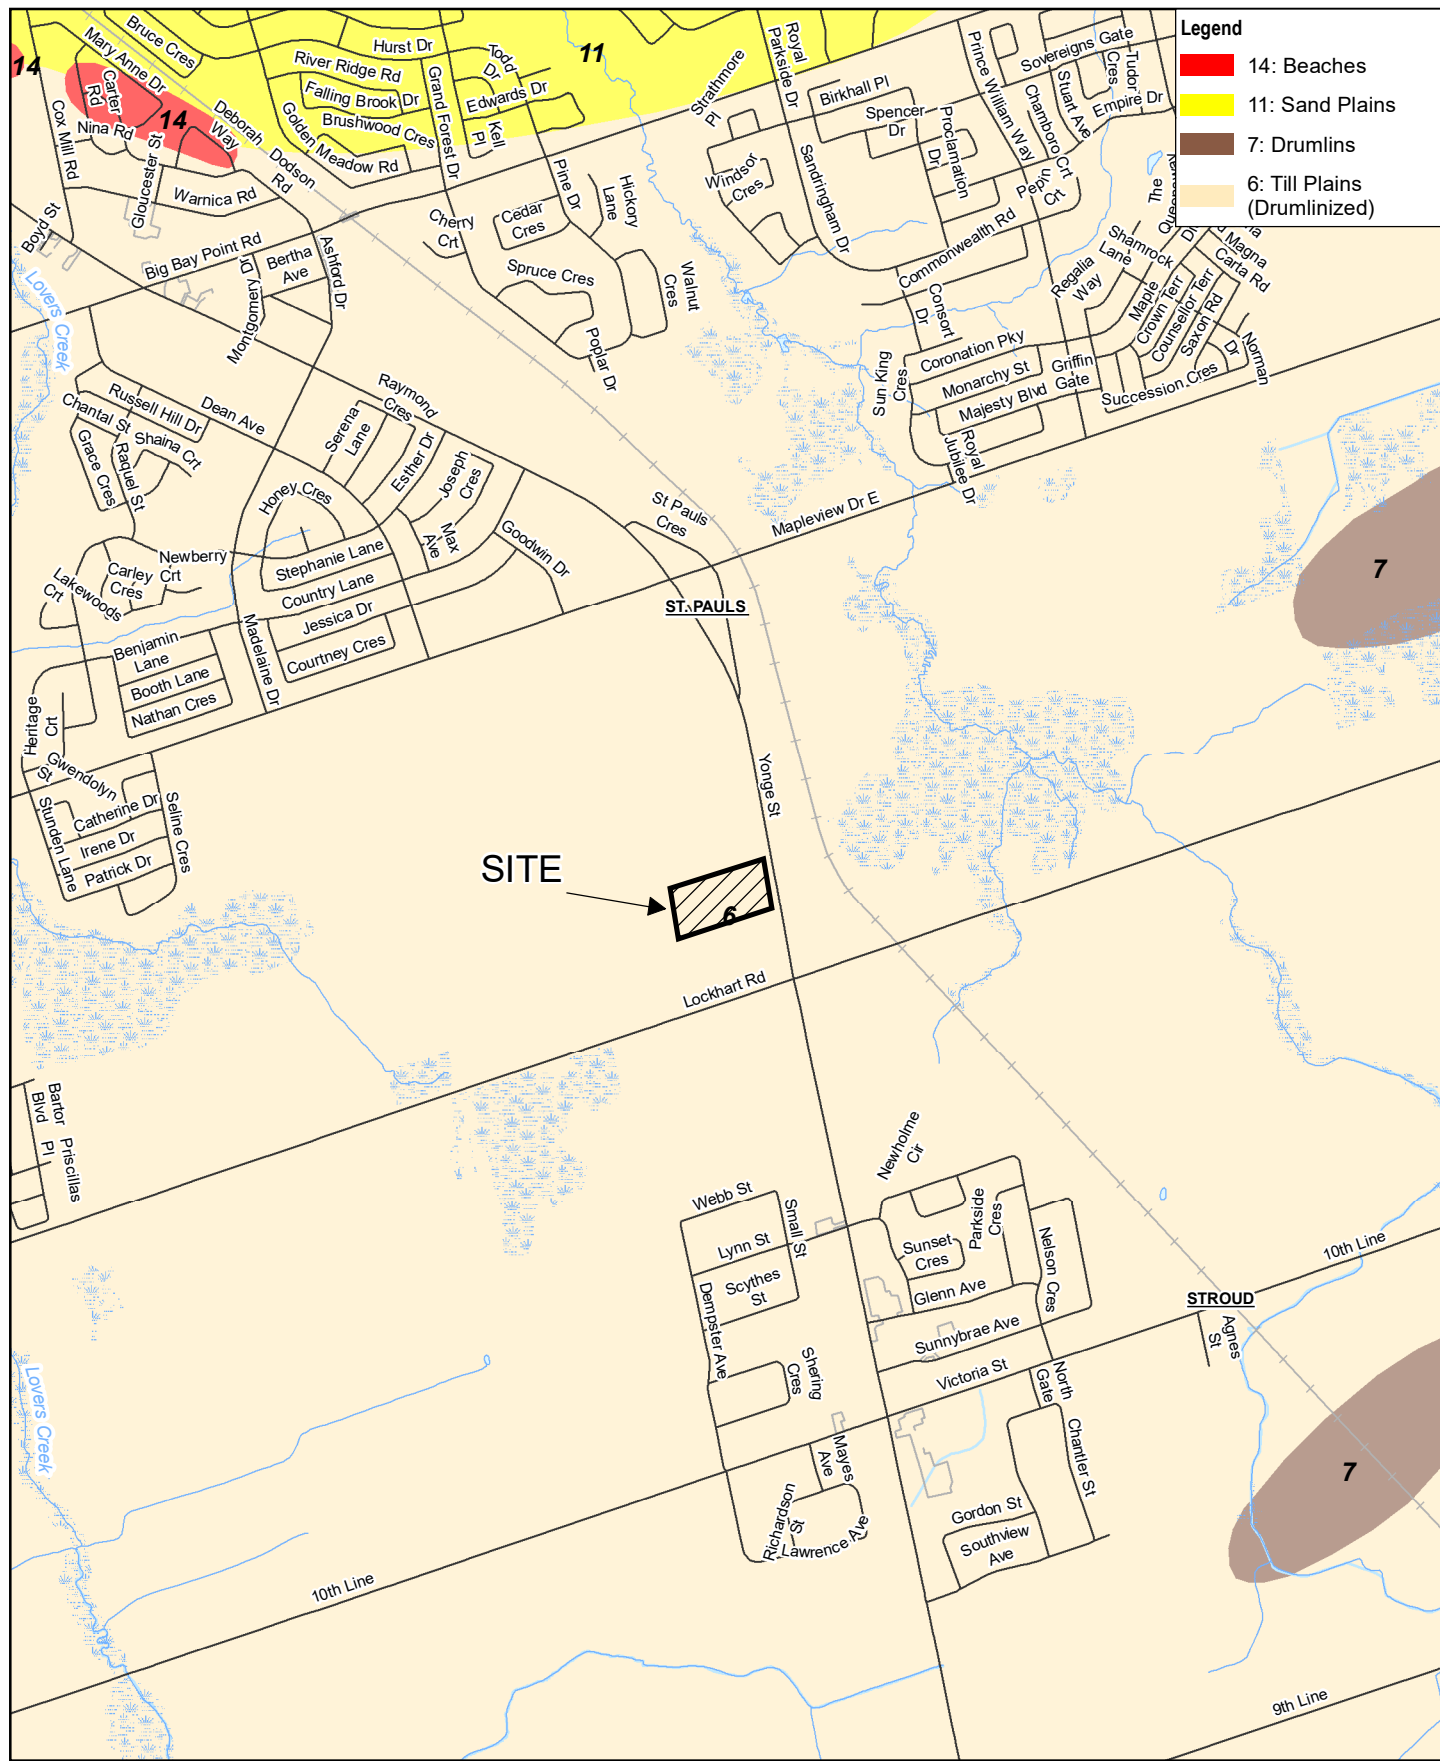 Legend
14: Beaches
11: Sand Plains
7: Drumlins
6: Till Plains
(Drumlinized)
14
14
11
Bruce Cres
Mary Anne Dr
Carter
Rd
Nina Rd
Cox Mill Rd
Gloucester St
Deborah
Way
Dodson
Rd
Warnica Rd
Boyd St
Hurst Dr
River Ridge Rd
Falling Brook Dr
Brushwood Cres
Golden Meadow Rd
Grand Forest Dr
Todd
Dr
Edwards Dr
Kell
Pl
Pine Dr
Hickory
Lane
Cherry
Crt
Cedar
Cres
Spruce Cres
Walnut
Cres
Poplar Dr
Strathmore
Pl
Royal
Parkside Dr
Birkhall Pl
Spencer
Dr
Windsor
Cres
Sandringham Dr
Proclamation
Dr
Prince William Way
Sovereigns Gate
Stuart Ave
Tudor
Cres
Empire Dr
Chamboro Crt
Pepin
Crt
Commonwealth Rd
The
Shamrock
Lane
Regalia
Way
Magna
Carta Rd
Maple
Crown Terr
Counsellor Terr
Saxon Rd
Norman
Dr
Consort
Dr
Coronation Pky
Monarchy St
Majesty Blvd
Griffin
Gate
Succession Cres
Sun King
Cres
Royal
Jubilee Dr
Big Bay Point Rd
Bertha
Ave
Ashford Dr
Montgomery Dr
Lovers Creek
Russell Hill Dr
Chantal St
Shaina Crt
Grace Cres
Raquel St
Dean Ave
Raymond
Cres
Serena
Lane
Esther Dr
Joseph
Cres
Honey Cres
Max
Ave
Goodwin Dr
St Pauls
Cres
Mapleview Dr E
Newberry
Crt
Carley
Cres
Lakewoods
Crt
Stephanie Lane
Country Lane
Jessica Dr
Courtney Cres
Madelaine Dr
Benjamin
Lane
Booth Lane
Nathan Cres
ST. PAULS
7
Heritage
Crt
Gwendolyn
St
Catherine Dr
Irene Dr
Patrick Dr
Stunden Lane
Seline Cres
Yonge St
SITE
6
Lockhart Rd
Bartor
Blvd
Priscillas
Pl
Newholme
Cir
Webb St
Small St
Lynn St
Scythes
St
Dempster Ave
Shering
Cres
Sunset
Cres
Parkside
Cres
Nelson Cres
Glenn Ave
Sunnybrae Ave
Victoria St
10th Line
STROUD
Agnes
St
North
Gate
Chantler St
Mayes
Ave
Richardson
St
Lawrence Ave
Gordon St
Southview
Ave
7
Lovers Creek
10th Line
9th Line